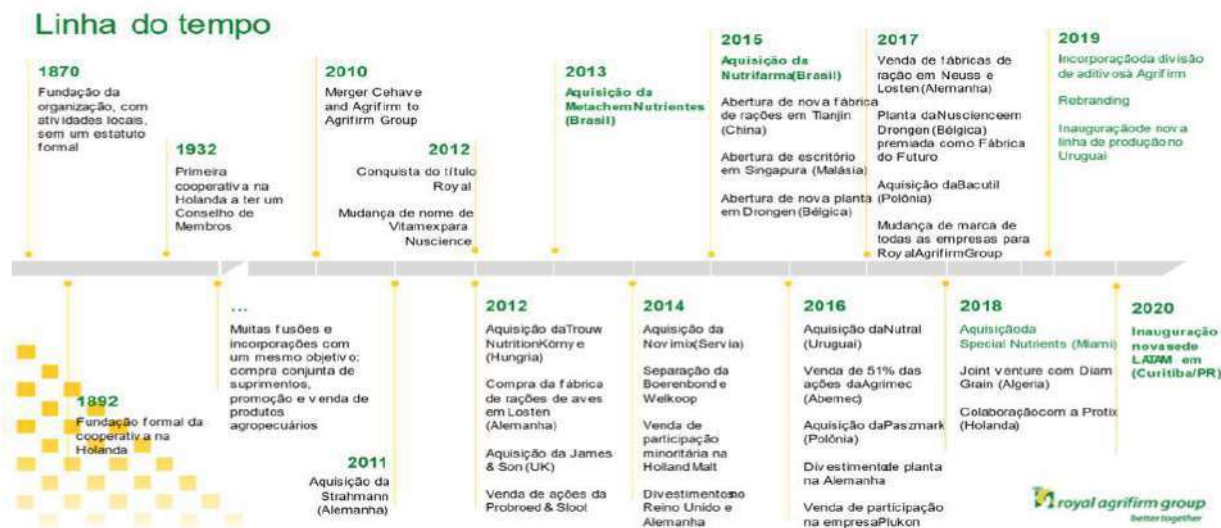 Linha do tempo
1870
Fundação da
organização, com
atividades locais,
sem um estatuto
formal
1932
Primeira
cooperativa na
Holanda a ter um
Conselho de
Membros
2010
Merger Cehave
and Agrifirm to
Agrifirm Group
2012
Conquista do título
Royal
Mudança de nome de
Vitamexpara
Nuscience
2013
Aquisição da
MetachemNutrientes
(Brasil)
2015
Aquisição da
Nutrifarma(Brasil)
Abertura de nova fábrica
de rações em Tianjin
(China)
Abertura de escritório
em Singapura (Malásia)
Abertura de nova planta
em Drongen (Bélgica)
2017
Venda de fábricas de
ração em Neuss e
Losten(Alemanha)
Planta daNuscienceem
Drongen (Bélgica)
premiada como Fábrica
do Futuro
Aquisição daBacutil
(Polônia)
Mudança de marca de
todas as empresas para
RoyalAgrifirmGroup
2019
Incorporaçãoda divisão
de aditivosà Agrifirm
Rebranding
Inauguraçãode nova
linha de produção no
Uruguai
1892
Fundação formal da
cooperativa na
Holanda
...
Muitas fusões e
incorporações com
um mesmo objetivo:
compra conjunta de
suprimentos,
promoção e venda de
produtos
agropecuários
2011
Aquisição da
Strahmann
(Alemanha)
2012
Aquisição daTrouw
NutritionKörnye
(Hungria)
Compra da fábrica
de rações de aves
em Losten
(Alemanha)
Aquisição da James
& Son (UK)
Venda de ações da
Probroed & Sloot
2014
Aquisição da
Novimix(Servia)
Separação da
Boerenbond e
Welkoop
Venda de
participação
minoritária na
Holland Malt
Divestimentosno
Reino Unido e
Alemanha
2016
Aquisição daNutral
(Uruguai)
Venda de 51% das
ações daAgrimec
(Abemec)
Aquisição daPaszmark
(Polônia)
Divestimentode planta
na Alemanha
Venda de participação
na empresaPlukon
2018
Aquisiçãoda
Special Nutrients (Miami)
Joint venture com Diam
Grain (Algeria)
Colaboraçãocom a Protix
(Holanda)
2020
Inauguração
novasede
LATAM em
(Curitiba/PR)
royal agrifirm group
better together